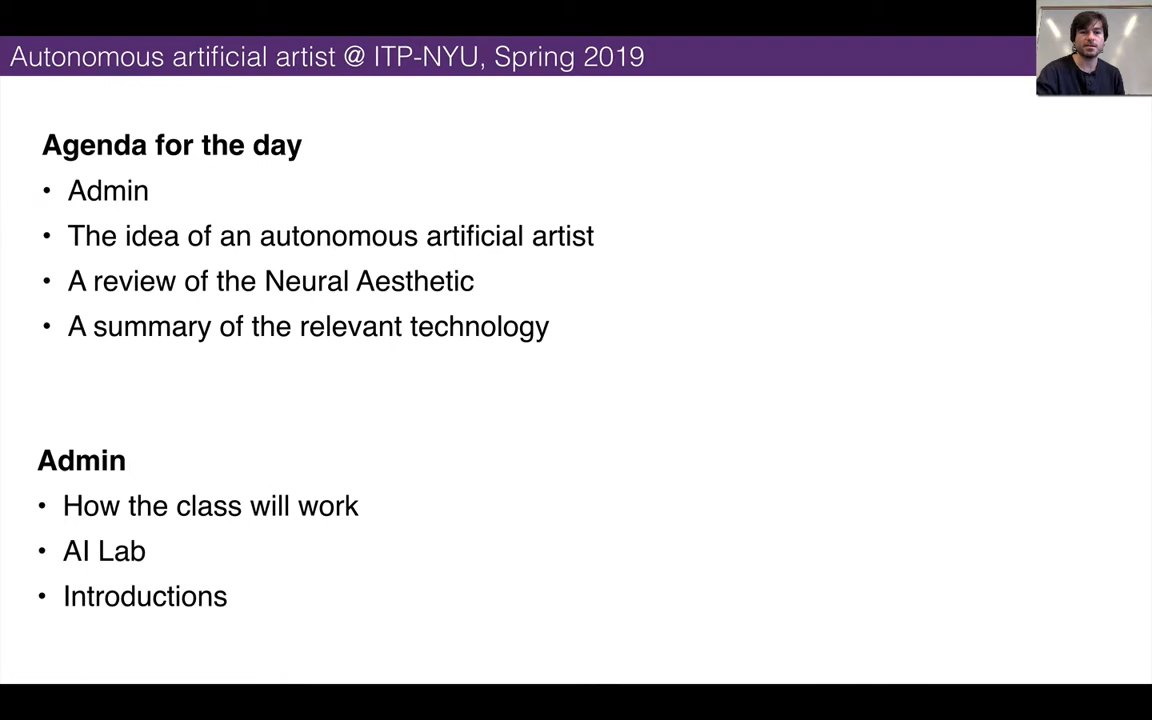 Autonomous artificial artist @ ITP-NYU, Spring 2019
Agenda for the day
• Admin
• The idea of an autonomous artificial artist
• A review of the Neural Aesthetic
• A summary of the relevant technology
Admin
• How the class will work
• AI Lab
• Introductions